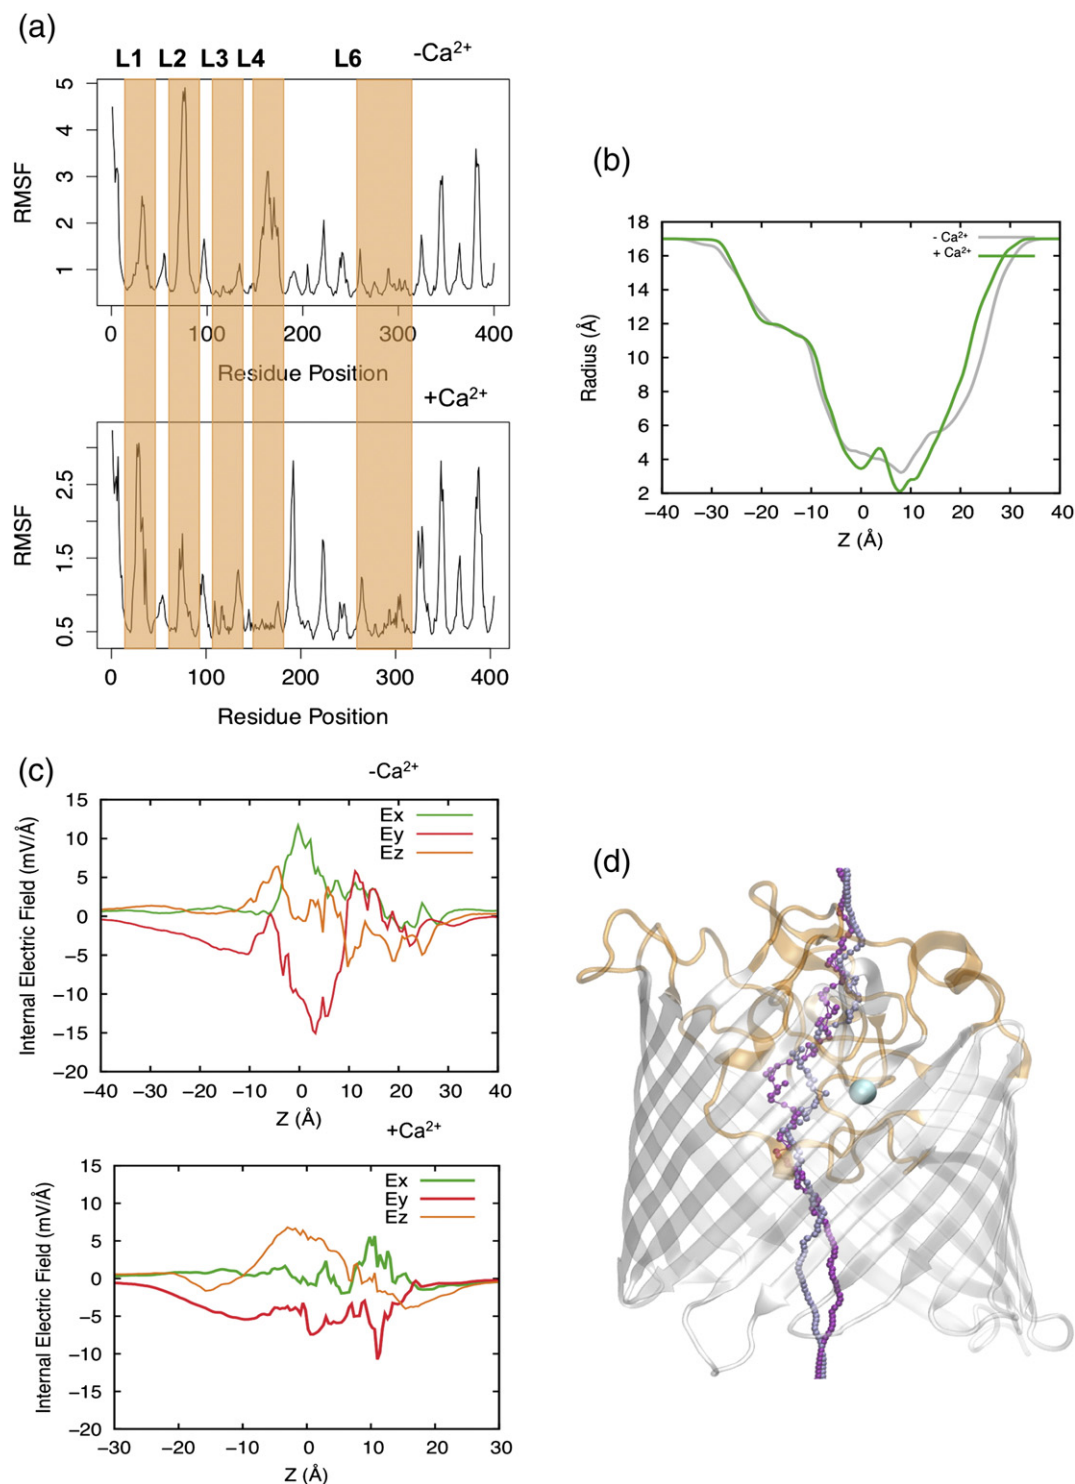 (a)
L1 L2 L3 L4 L6 -Ca²⁺
RMSF
5
4
3
2
1
0 100 200 300 400
Residue Position
+Ca²⁺
RMSF
2.5
1.5
0.5
0 100 200 300 400
Residue Position
(b)
Radius (Å)
18
16
14
12
10
8
6
4
2
- Ca²⁺
+ Ca²⁺
−40 −30 −20 −10 0 10 20 30 40
Z (Å)
(c)
-Ca²⁺
Internal Electric Field (mV/Å)
15
10
5
0
−5
−10
−15
−20
Ex
Ey
Ez
−40 −30 −20 −10 0 10 20 30 40
Z (Å)
+Ca²⁺
Internal Electric Field (mV/Å)
15
10
5
0
−5
−10
−15
−20
Ex
Ey
Ez
−30 −20 −10 0 10 20 30
Z (Å)
(d)